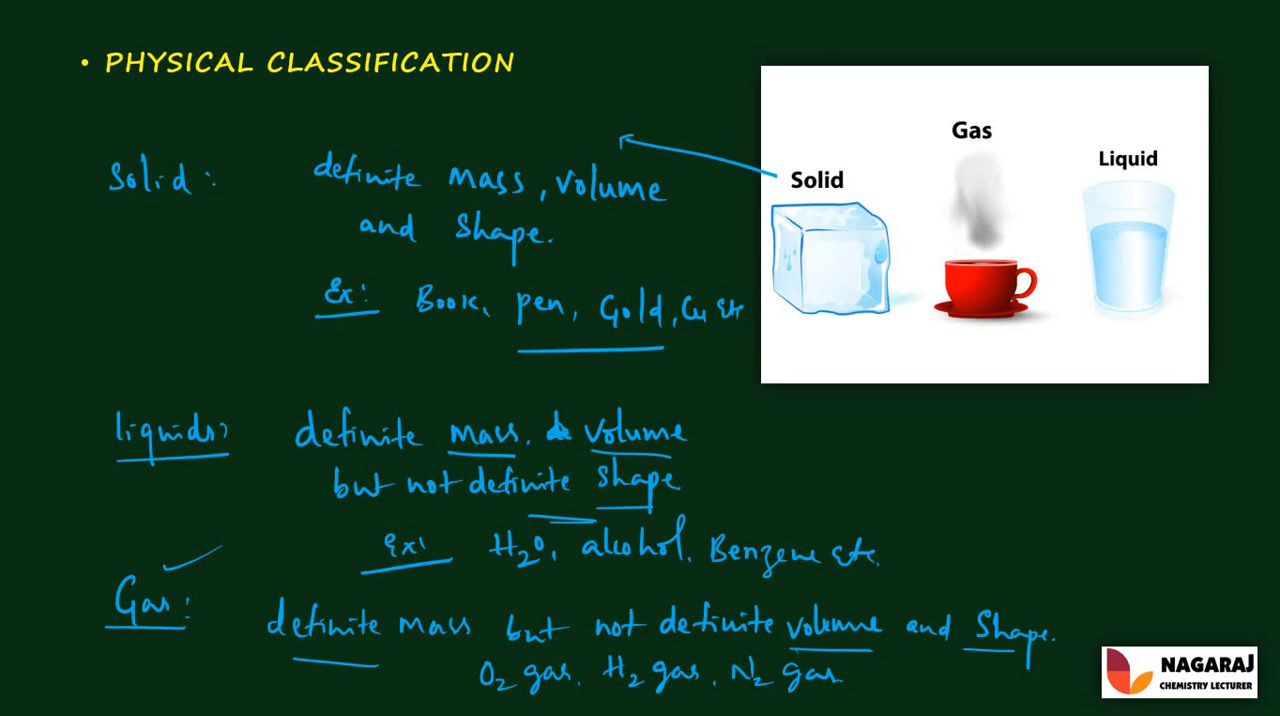 • PHYSICAL CLASSIFICATION
Solid: definite Mass, Volume
and Shape.
Ex: Book, pen, Gold, Cu etc
Solid
Gas
Liquid
liquids: definite Mass, & Volume
but not definite shape
Ex: H₂O, alcohol, Benzene etc.
Gas: definite mass but not definite volume and Shape.
O₂ gas, H₂ gas, N₂ gas
NAGARAJ
CHEMISTRY LECTURER